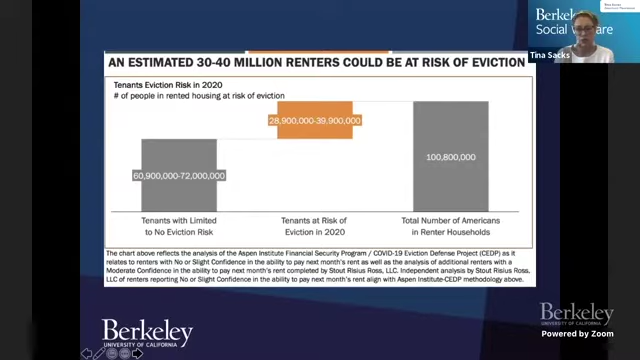 AN ESTIMATED 30-40 MILLION RENTERS COULD BE AT RISK OF EVICTION
Tenants Eviction Risk in 2020
# of people in rented housing at risk of eviction
28,900,000-39,900,000
60,900,000-72,000,000
100,800,000
Tenants with Limited
to No Eviction Risk
Tenants at Risk of
Eviction in 2020
Total Number of Americans
in Renter Households
The chart above reflects the analysis of the Aspen Institute Financial Security Program / COVID-19 Eviction Defense Project (CEDP) as it
relates to renters with No or Slight Confidence in the ability to pay next month's rent as well as the analysis of additional renters with a
Moderate Confidence in the ability to pay next month's rent completed by Stout Risius Ross, LLC. Independent analysis by Stout Risius Ross,
LLC of renters reporting No or Slight Confidence in the ability to pay next month's rent align with Aspen Institute-CEDP methodology above.
Berkeley
UNIVERSITY OF CALIFORNIA
Tina Sacks
Berkeley
Social
Tina Sacks
Berkeley
UNIVERSITY OF CALIFORNIA
Powered by Zoom